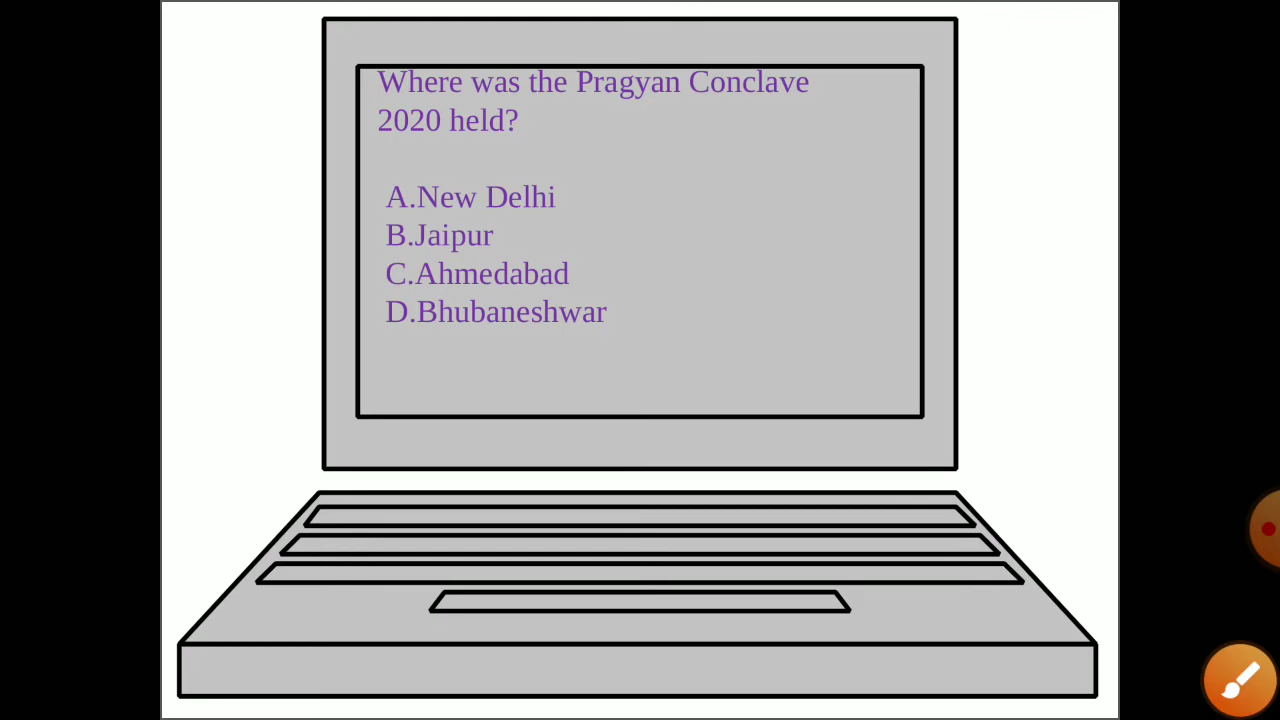 Where was the Pragyan Conclave
2020 held?
A.New Delhi
B.Jaipur
C.Ahmedabad
D.Bhubaneshwar